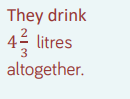 They drink
4 2/3 litres
altogether.